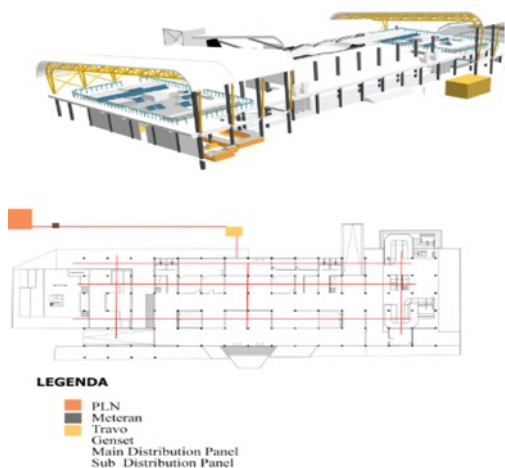 LEGENDA
PLN
Meteran
Travo
Genset
Main Distribution Panel
Sub Distribution Panel